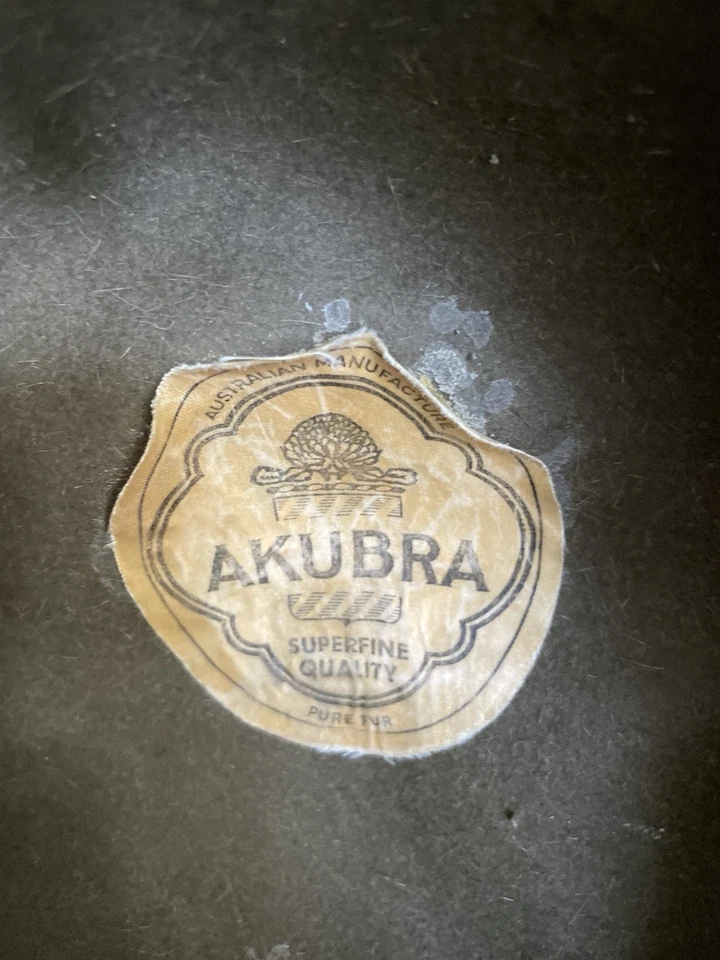 AUSTRALIAN MANUFACTURE
AKUBRA
SUPERFINE
QUALITY
PURE FUR